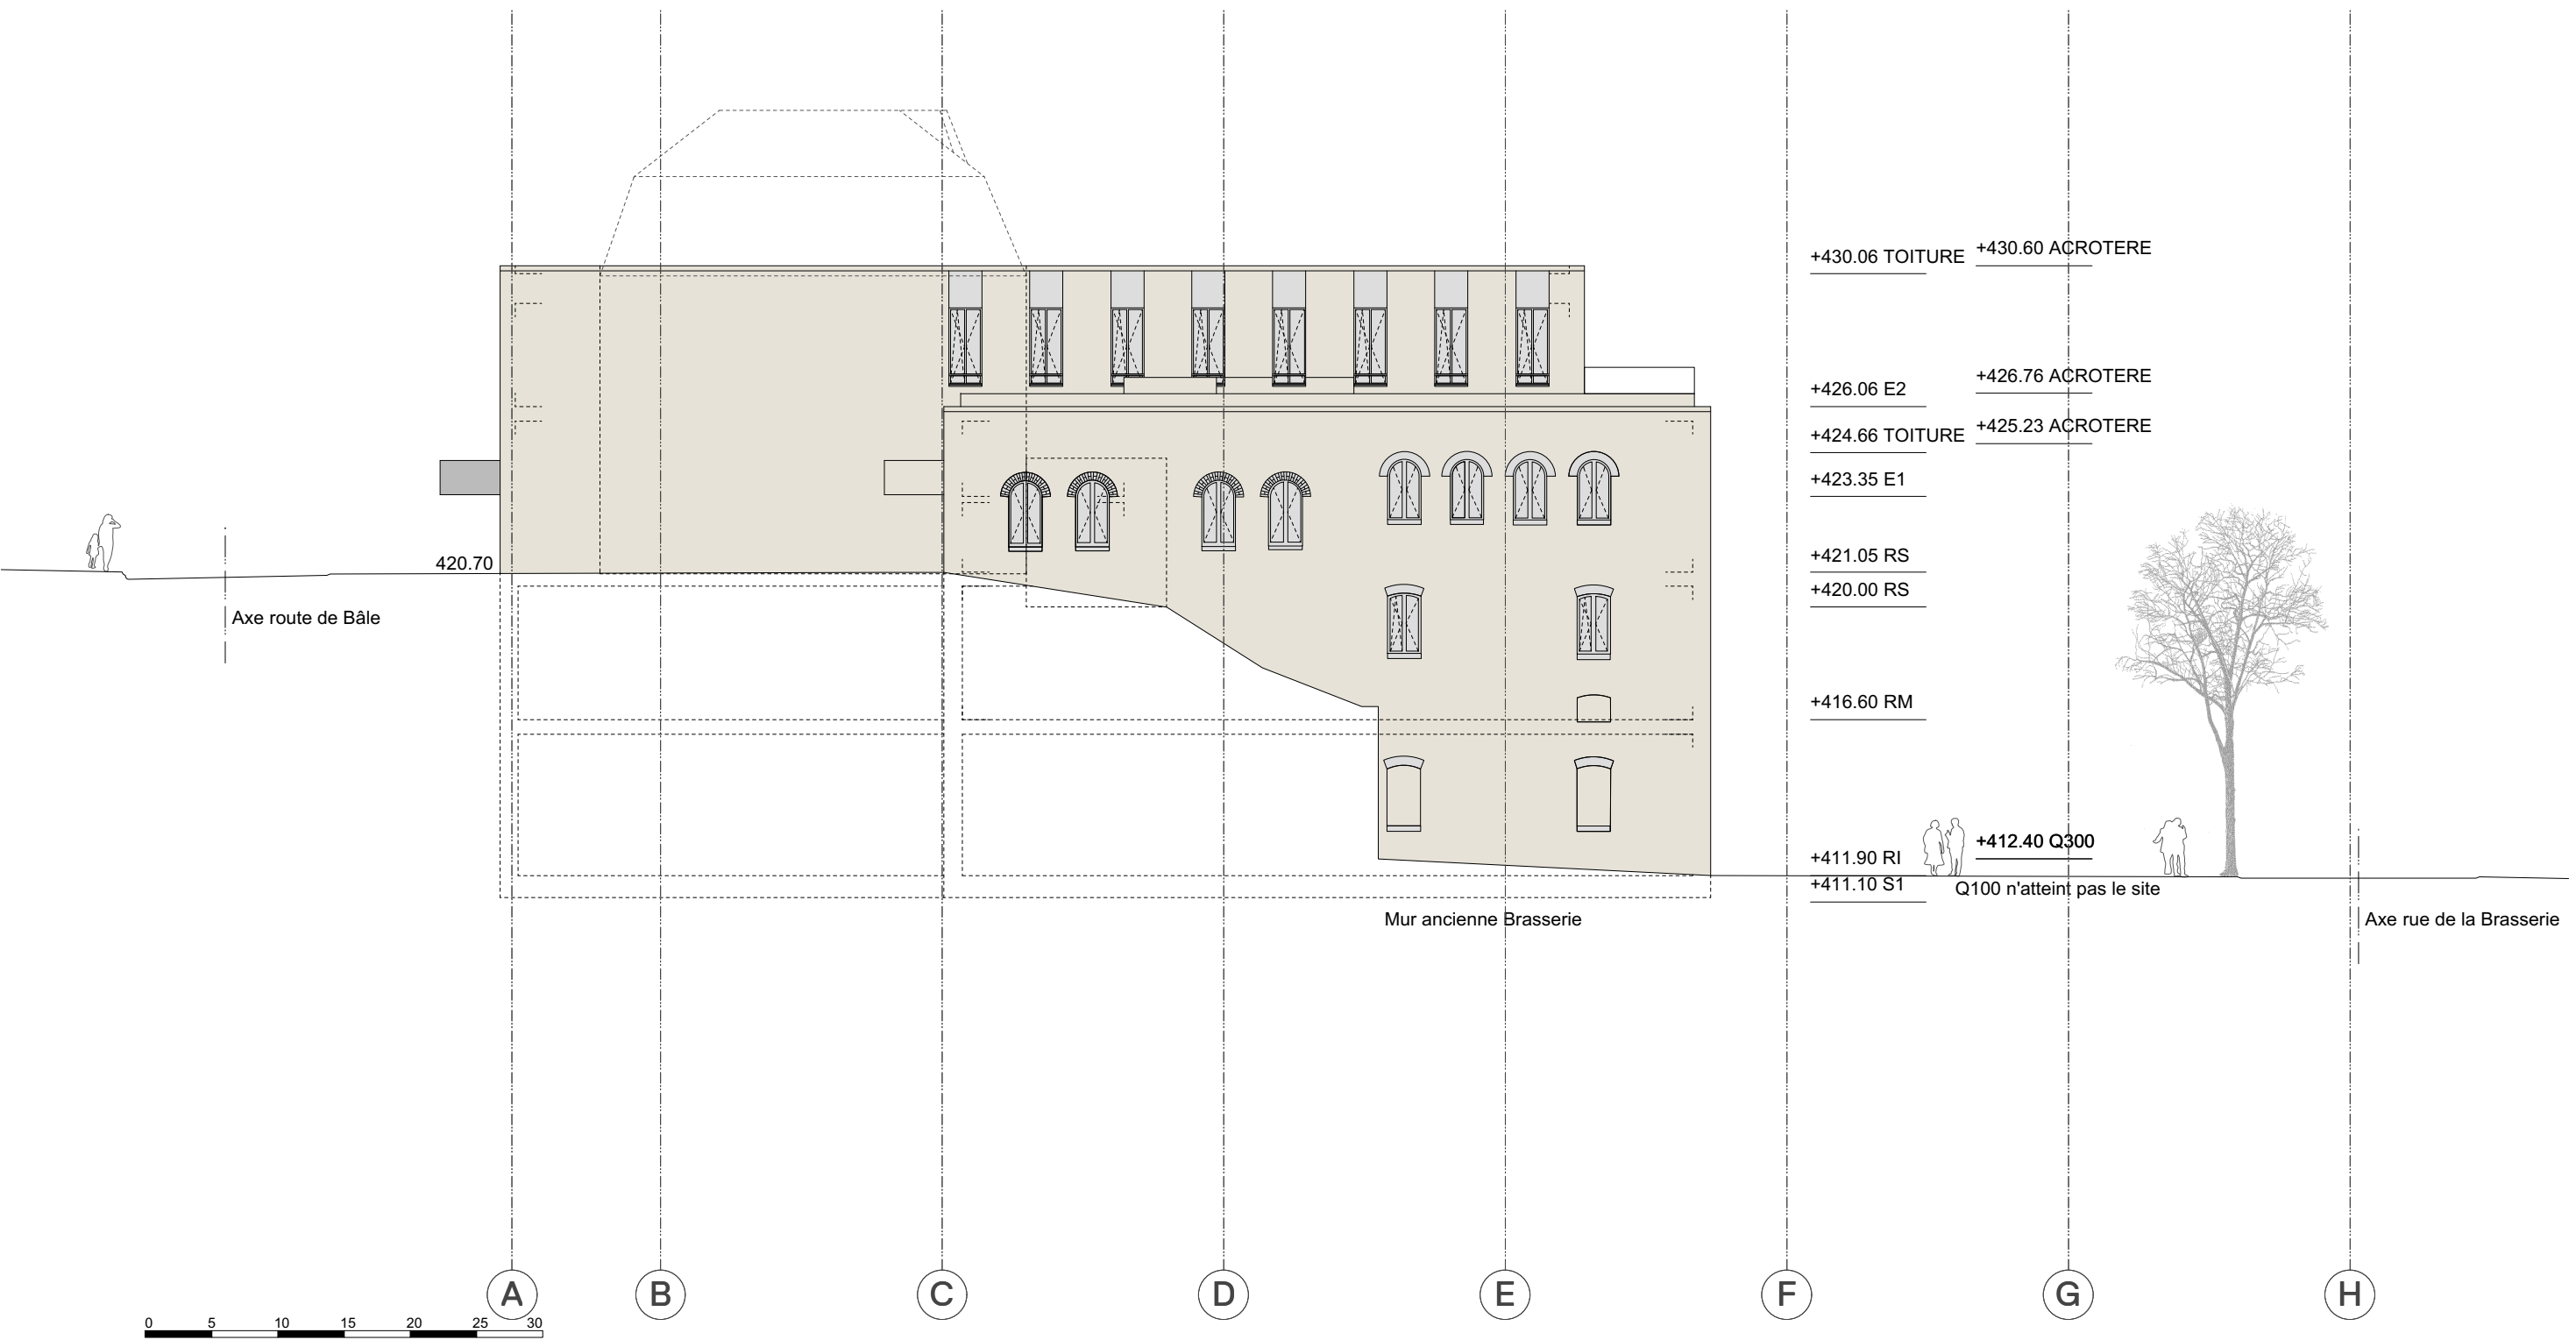 +430.06 TOITURE
+430.60 ACROTERE
+426.06 E2
+426.76 ACROTERE
+424.66 TOITURE
+425.23 ACROTERE
+423.35 E1
420.70
+421.05 RS
+420.00 RS
Axe route de Bâle
+416.60 RM
+412.40 Q300
+411.90 RI
+411.10 S1
Q100 n'atteint pas le site
Mur ancienne Brasserie
Axe rue de la Brasserie
A B C D E F G H
0 5 10 15 20 25 30